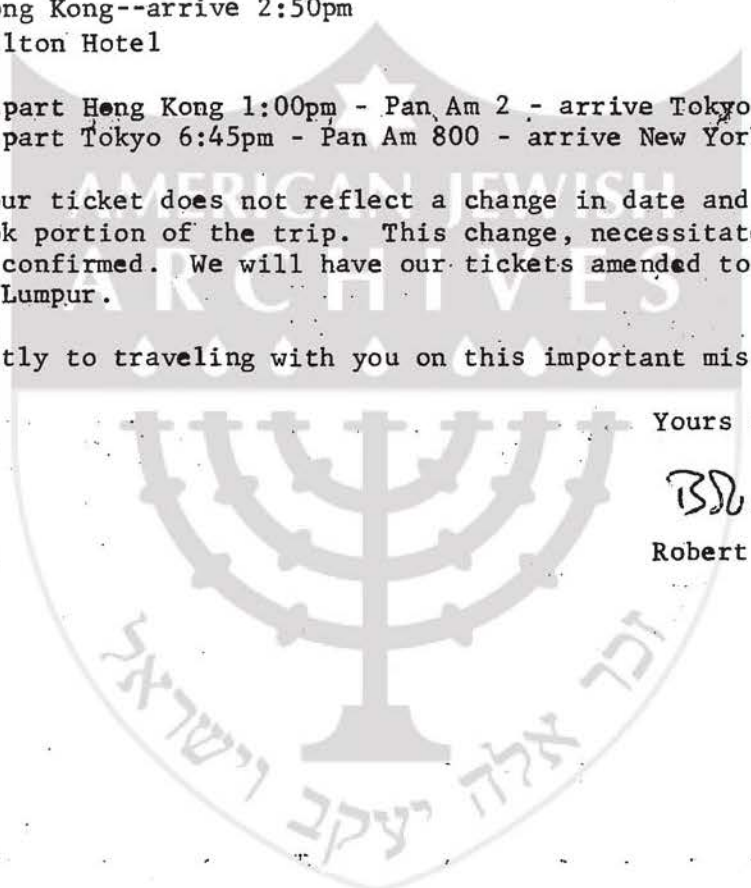 ong Kong--arrive 2:50pm
lton Hotel
part Hong Kong 1:00pm - Pan Am 2 - arrive Tokyo
part Tokyo 6:45pm - Pan Am 800 - arrive New Yor
ur ticket does not reflect a change in date and
k portion of the trip. This change, necessitat
confirmed. We will have our tickets amended to
Lumpur.
tly to traveling with you on this important mis
Yours
Robert
AMERICAN JEWISH
ARCHIVES
זכר אלה יעקב וישראל